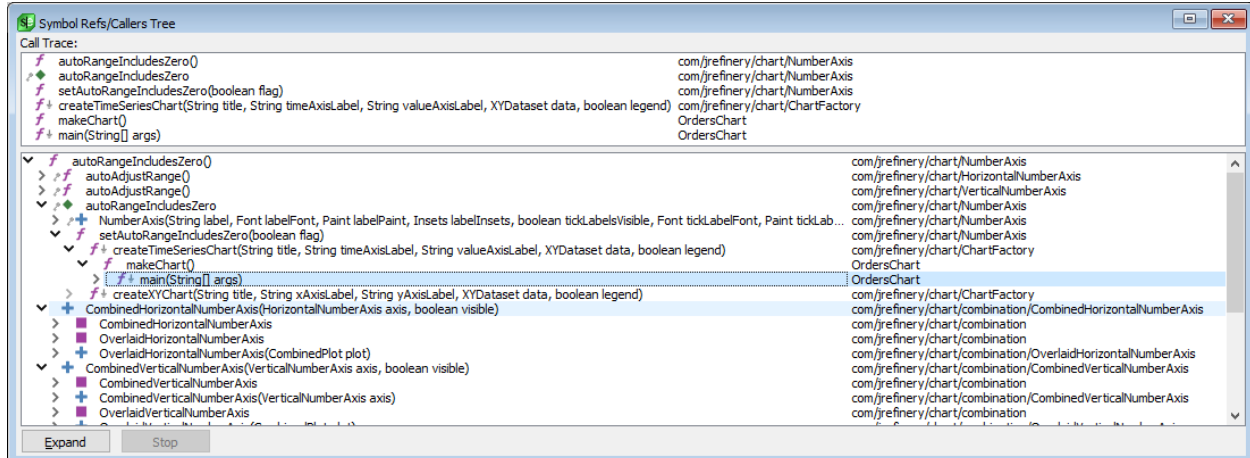 Symbol Refs/Callers Tree
Call Trace:
autoRangeIncludesZero() com/jrefinery/chart/NumberAxis
autoRangeIncludesZero com/jrefinery/chart/NumberAxis
setAutoRangeIncludesZero(boolean flag) com/jrefinery/chart/NumberAxis
createTimeSeriesChart(String title, String timeAxisLabel, String valueAxisLabel, XYDataset data, boolean legend) com/jrefinery/chart/ChartFactory
makeChart() OrdersChart
main(String[] args) OrdersChart
autoRangeIncludesZero() com/jrefinery/chart/NumberAxis
autoAdjustRange() com/jrefinery/chart/HorizontalNumberAxis
autoAdjustRange() com/jrefinery/chart/VerticalNumberAxis
autoRangeIncludesZero com/jrefinery/chart/NumberAxis
NumberAxis(String label, Font labelFont, Paint labelPaint, Insets labelInsets, boolean tickLabelsVisible, Font tickLabelFont, Paint tickLab... com/jrefinery/chart/NumberAxis
setAutoRangeIncludesZero(boolean flag) com/jrefinery/chart/NumberAxis
createTimeSeriesChart(String title, String timeAxisLabel, String valueAxisLabel, XYDataset data, boolean legend) com/jrefinery/chart/ChartFactory
makeChart() OrdersChart
main(String[] args) OrdersChart
createXYChart(String title, String xAxisLabel, String yAxisLabel, XYDataset data, boolean legend) com/jrefinery/chart/ChartFactory
CombinedHorizontalNumberAxis(HorizontalNumberAxis axis, boolean visible) com/jrefinery/chart/combination/CombinedHorizontalNumberAxis
CombinedHorizontalNumberAxis com/jrefinery/chart/combination
OverlaidHorizontalNumberAxis com/jrefinery/chart/combination
OverlaidHorizontalNumberAxis(CombinedPlot plot) com/jrefinery/chart/combination/OverlaidHorizontalNumberAxis
CombinedVerticalNumberAxis(VerticalNumberAxis axis, boolean visible) com/jrefinery/chart/combination/CombinedVerticalNumberAxis
CombinedVerticalNumberAxis com/jrefinery/chart/combination
CombinedVerticalNumberAxis(VerticalNumberAxis axis) com/jrefinery/chart/combination/CombinedVerticalNumberAxis
OverlaidVerticalNumberAxis com/jrefinery/chart/combination
Expand Stop